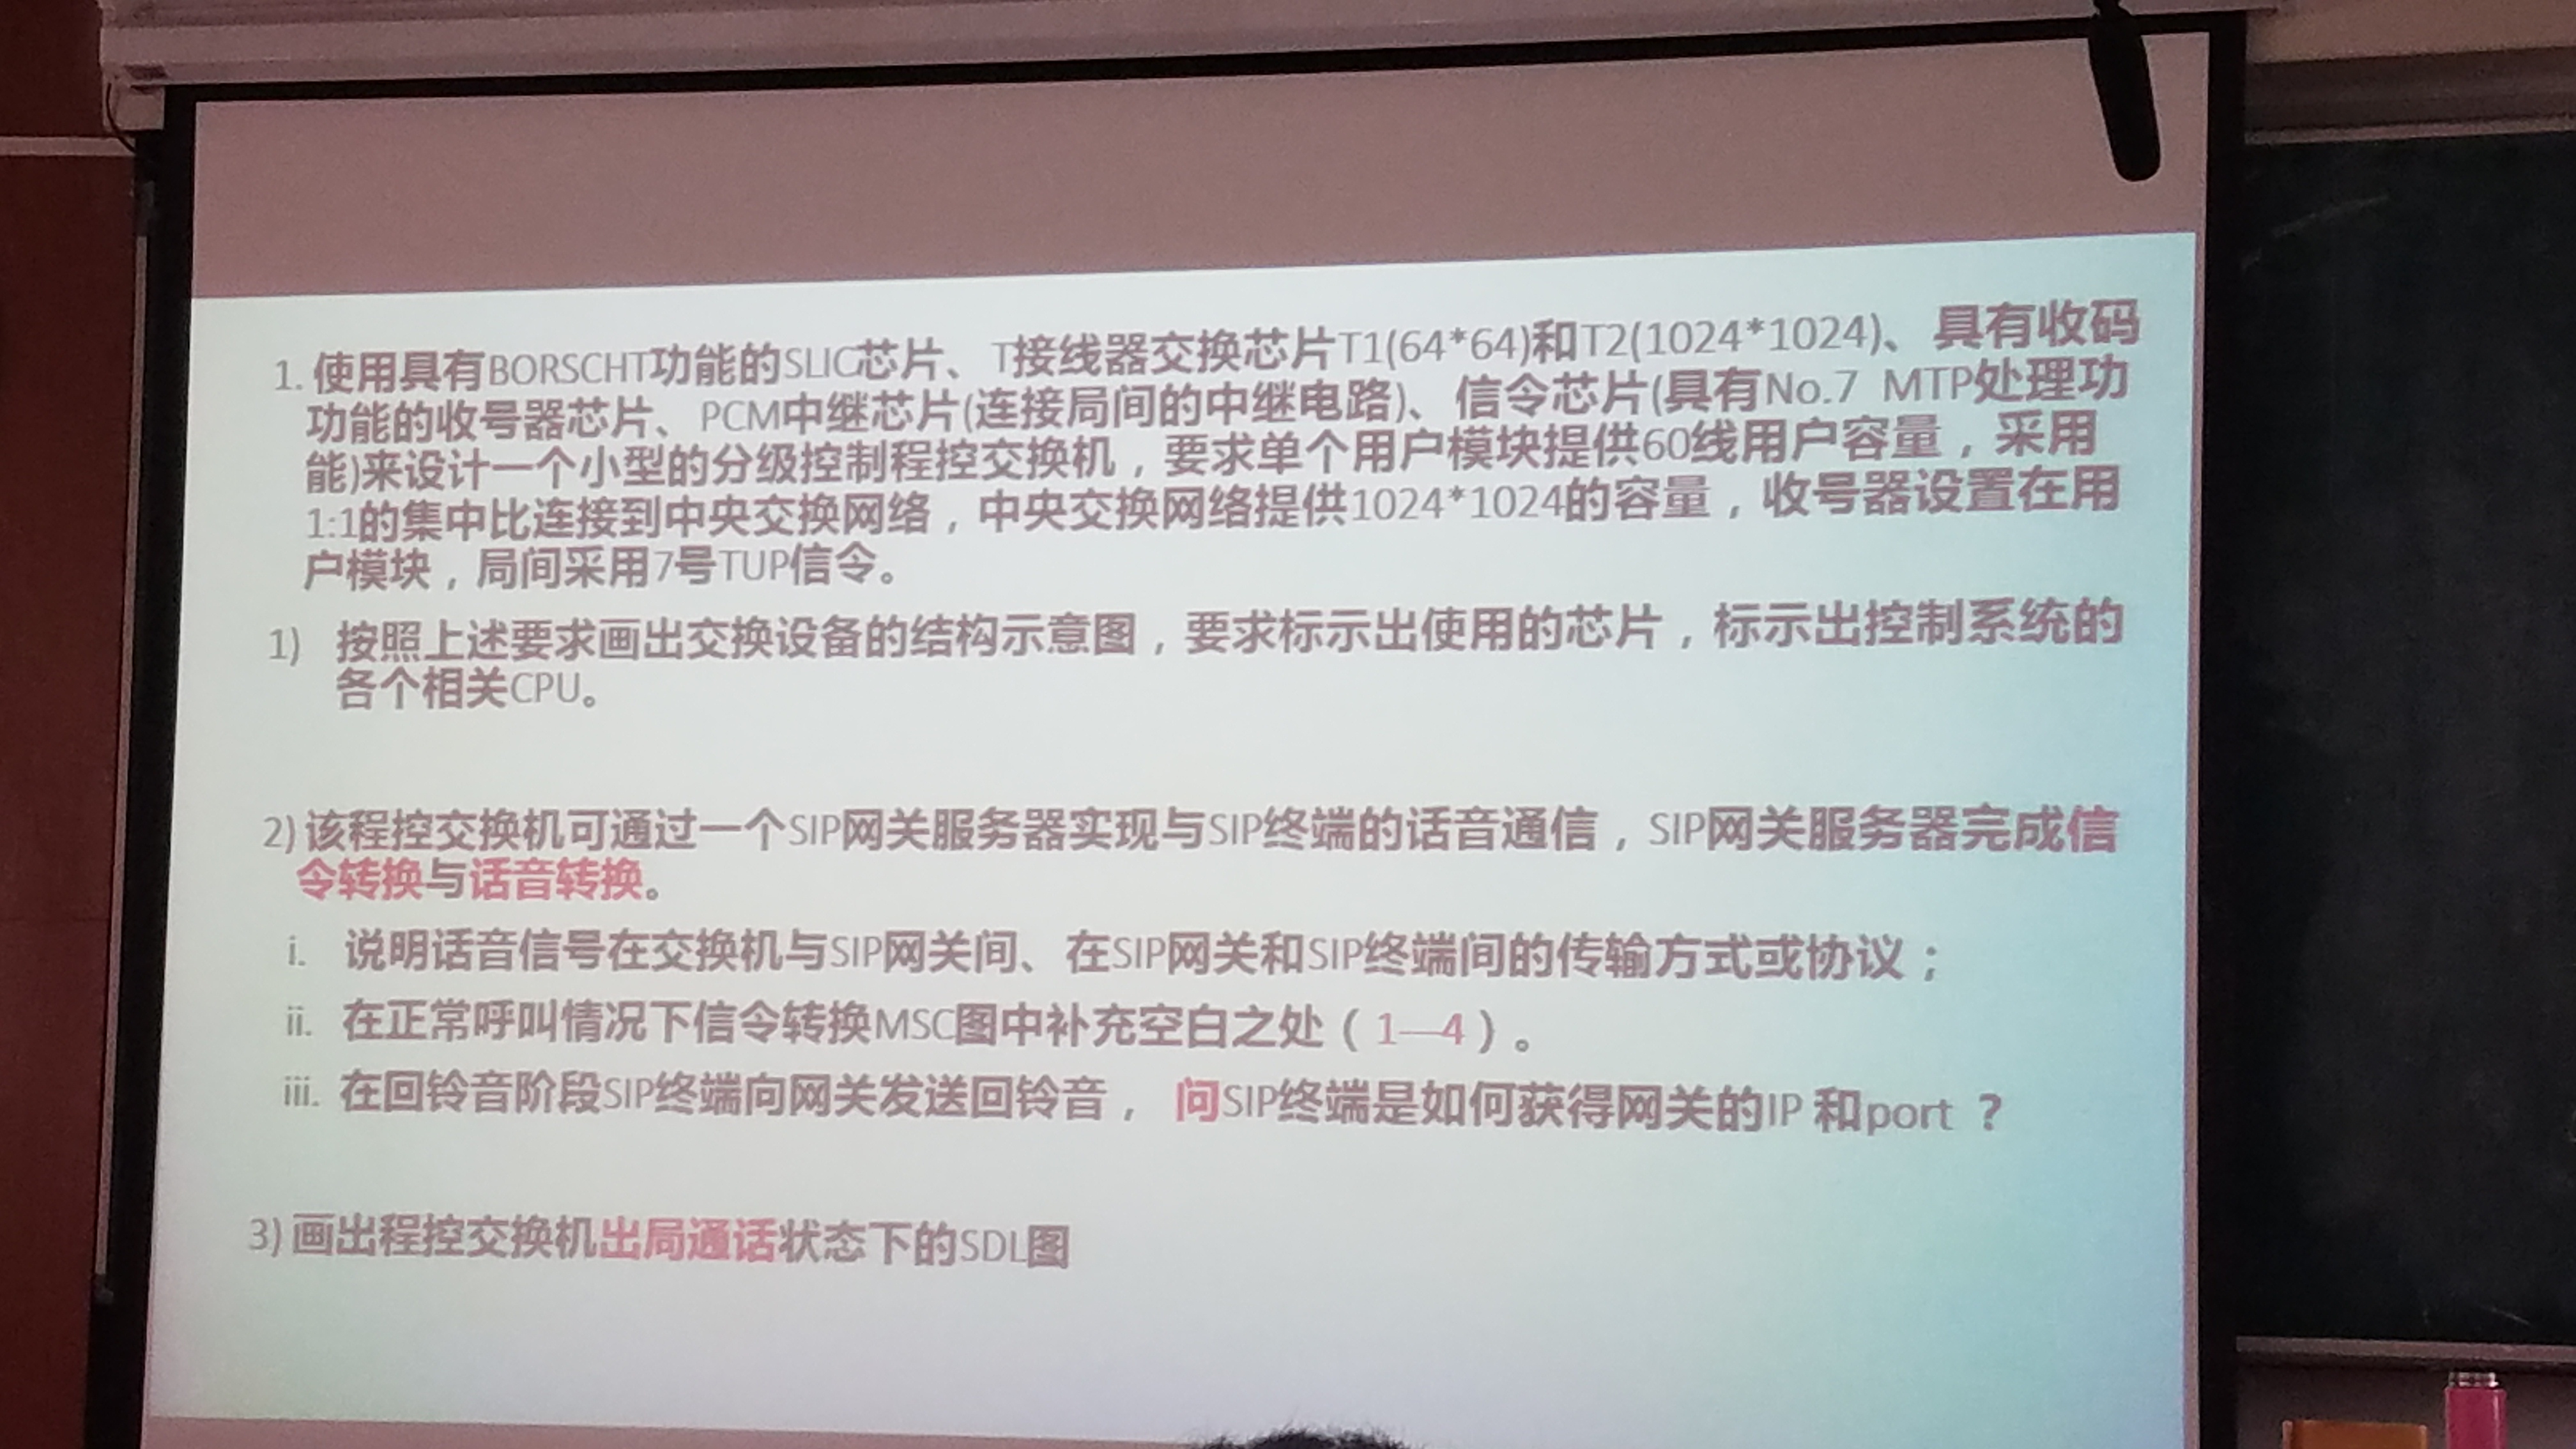 1. 使用具有BORSCHT功能的SLIC芯片、T接线器交换芯片T1(64*64)和T2(1024*1024)、具有收码
功能的收号器芯片、PCM中继芯片(连接局间的中继电路)、信令芯片(具有No.7 MTP处理功
能)来设计一个小型的分级控制程控交换机，要求单个用户模块提供60线用户容量，采用
1:1的集中比连接到中央交换网络，中央交换网络提供1024*1024的容量，收号器设置在用
户模块，局间采用7号TUP信令。
1) 按照上述要求画出交换设备的结构示意图，要求标示出使用的芯片，标示出控制系统的
各个相关CPU。
2) 该程控交换机可通过一个SIP网关服务器实现与SIP终端的话音通信，SIP网关服务器完成信
令转换与话音转换。
i. 说明话音信号在交换机与SIP网关间、在SIP网关和SIP终端间的传输方式或协议；
ii. 在正常呼叫情况下信令转换MSC图中补充空白之处（1—4）。
iii. 在回铃音阶段SIP终端向网关发送回铃音， 问SIP终端是如何获得网关的IP 和port ？
3) 画出程控交换机出局通话状态下的SDL图